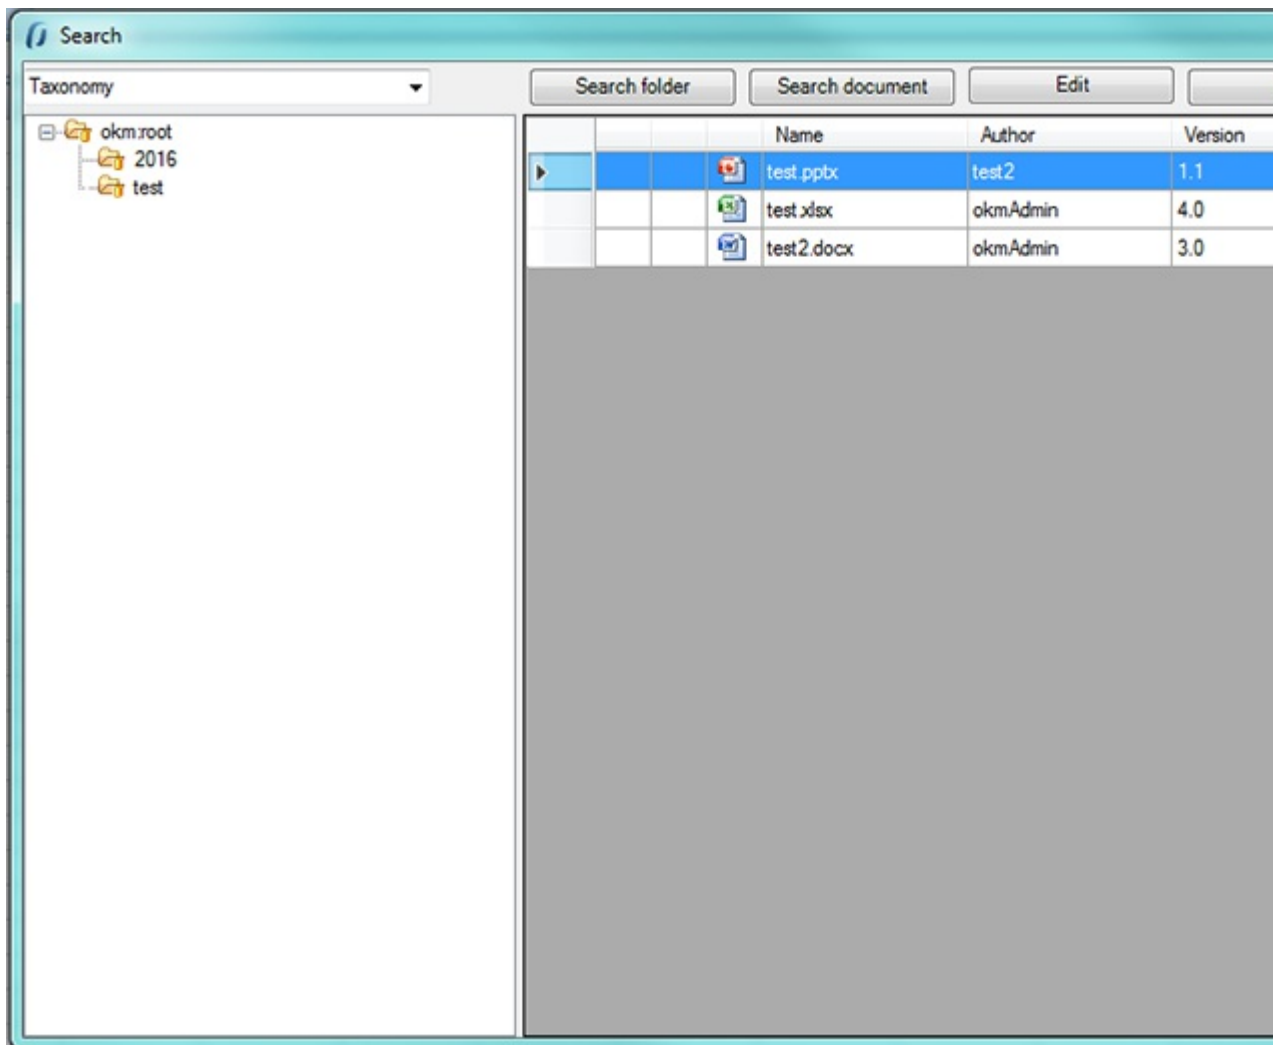 Search
Taxonomy
Search folder Search document Edit
okm:root
2016
test
Name Author Version
test.pptx test2 1.1
test.xlsx okmAdmin 4.0
test2.docx okmAdmin 3.0